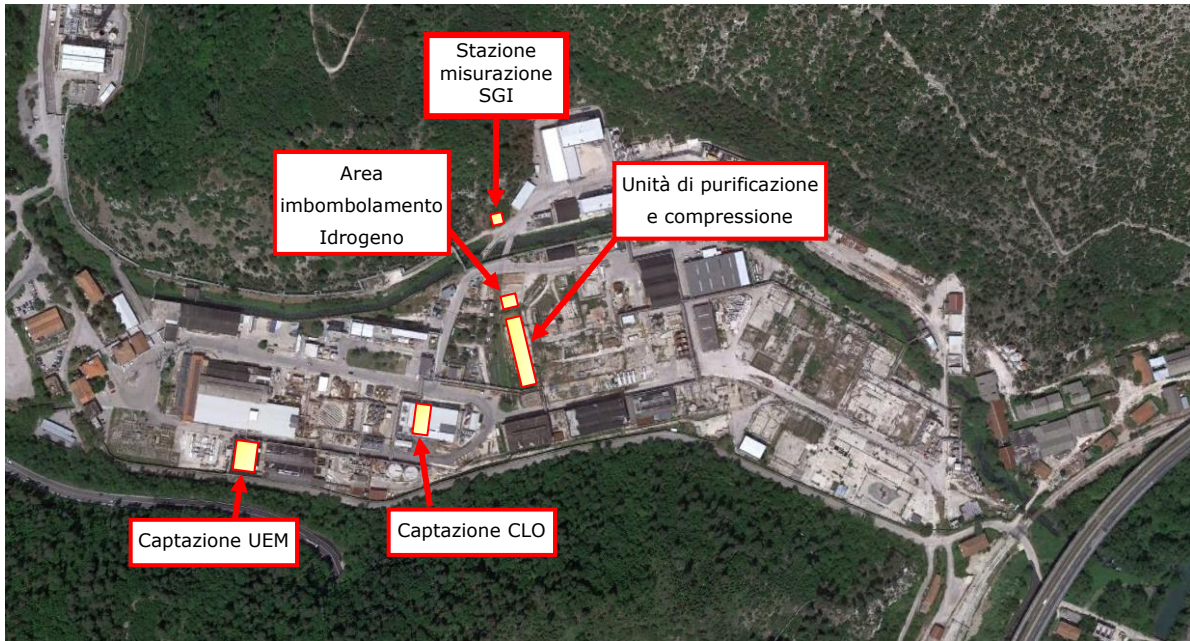 Stazione
misurazione
SGI
Area
imbombolamento
Idrogeno
Unità di purificazione
e compressione
Captazione UEM
Captazione CLO